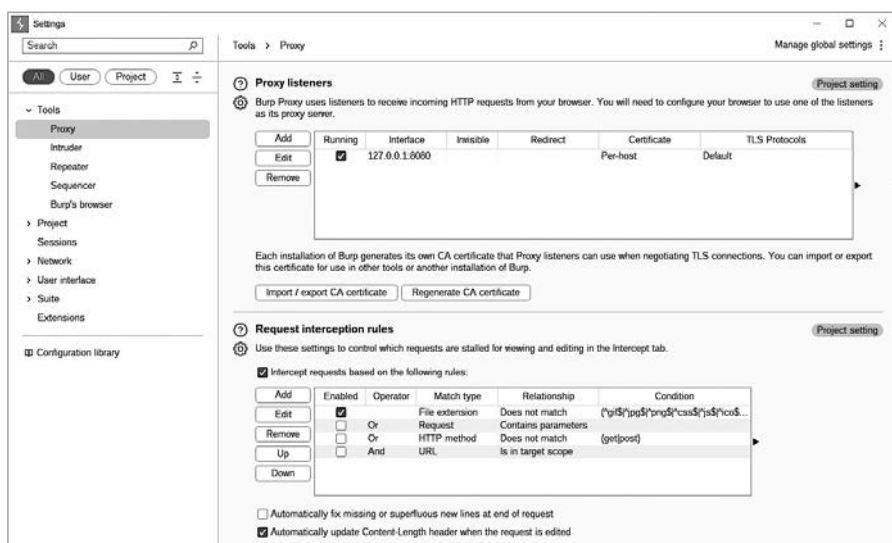 Settings
Search
Tools > Proxy
Manage global settings
All
User
Project
Tools
Proxy
Intruder
Repeater
Sequencer
Burp's browser
Project
Sessions
Network
User interface
Suite
Extensions
Configuration library
Proxy listeners
Project setting
Burp Proxy uses listeners to receive incoming HTTP requests from your browser. You will need to configure your browser to use one of the listeners
as its proxy server.
Add
Edit
Remove
Running Interface Invisible Redirect Certificate TLS Protocols
127.0.0.1:8080 Per-host Default
Each installation of Burp generates its own CA certificate that Proxy listeners can use when negotiating TLS connections. You can import or export
this certificate for use in other tools or another installation of Burp.
Import / export CA certificate
Regenerate CA certificate
Request interception rules
Project setting
Use these settings to control which requests are stalled for viewing and editing in the Intercept tab.
Intercept requests based on the following rules:
Add
Edit
Remove
Up
Down
Enabled Operator Match type Relationship Condition
File extension Does not match (^gif$|^jpg$|^png$|^css$|^js$|^ico$...
Or Request Contains parameters
Or HTTP method Does not match (get|post)
And URL Is in target scope
Automatically fix missing or superfluous new lines at end of request
Automatically update Content-Length header when the request is edited